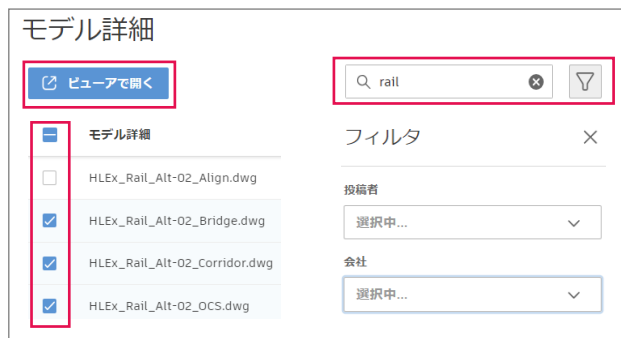 モデル詳細
ビューアで開く
rail
モデル詳細
フィルタ
HLEx_Rail_Alt-02_Align.dwg
投稿者
HLEx_Rail_Alt-02_Bridge.dwg
選択中...
HLEx_Rail_Alt-02_Corridor.dwg
会社
HLEx_Rail_Alt-02_OCS.dwg
選択中...